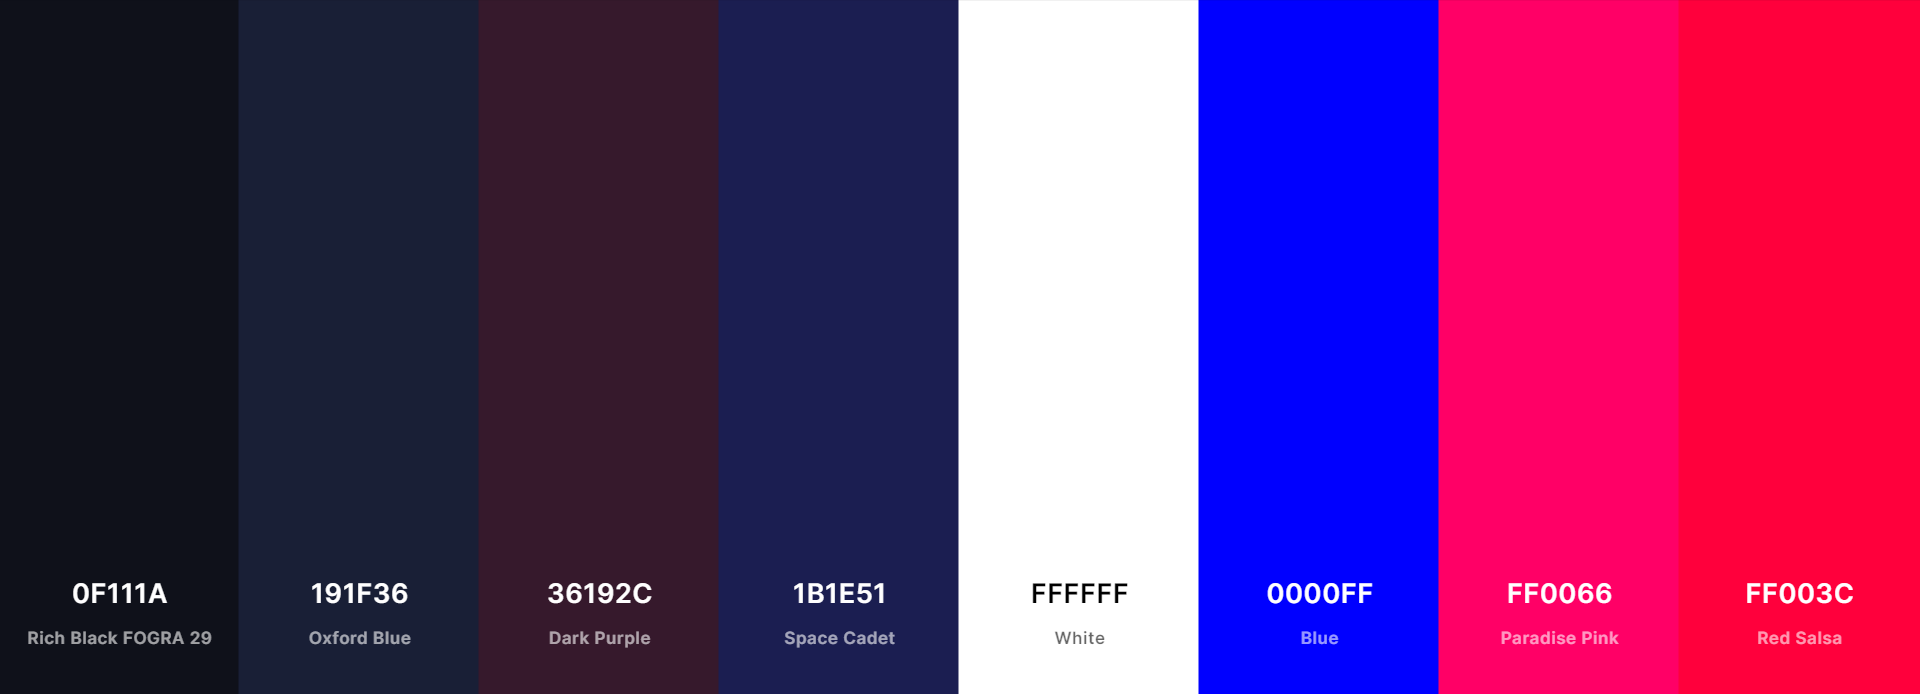 0F111A
Rich Black FOGRA 29
191F36
Oxford Blue
36192C
Dark Purple
1B1E51
Space Cadet
FFFFFF
White
0000FF
Blue
FF0066
Paradise Pink
FF003C
Red Salsa